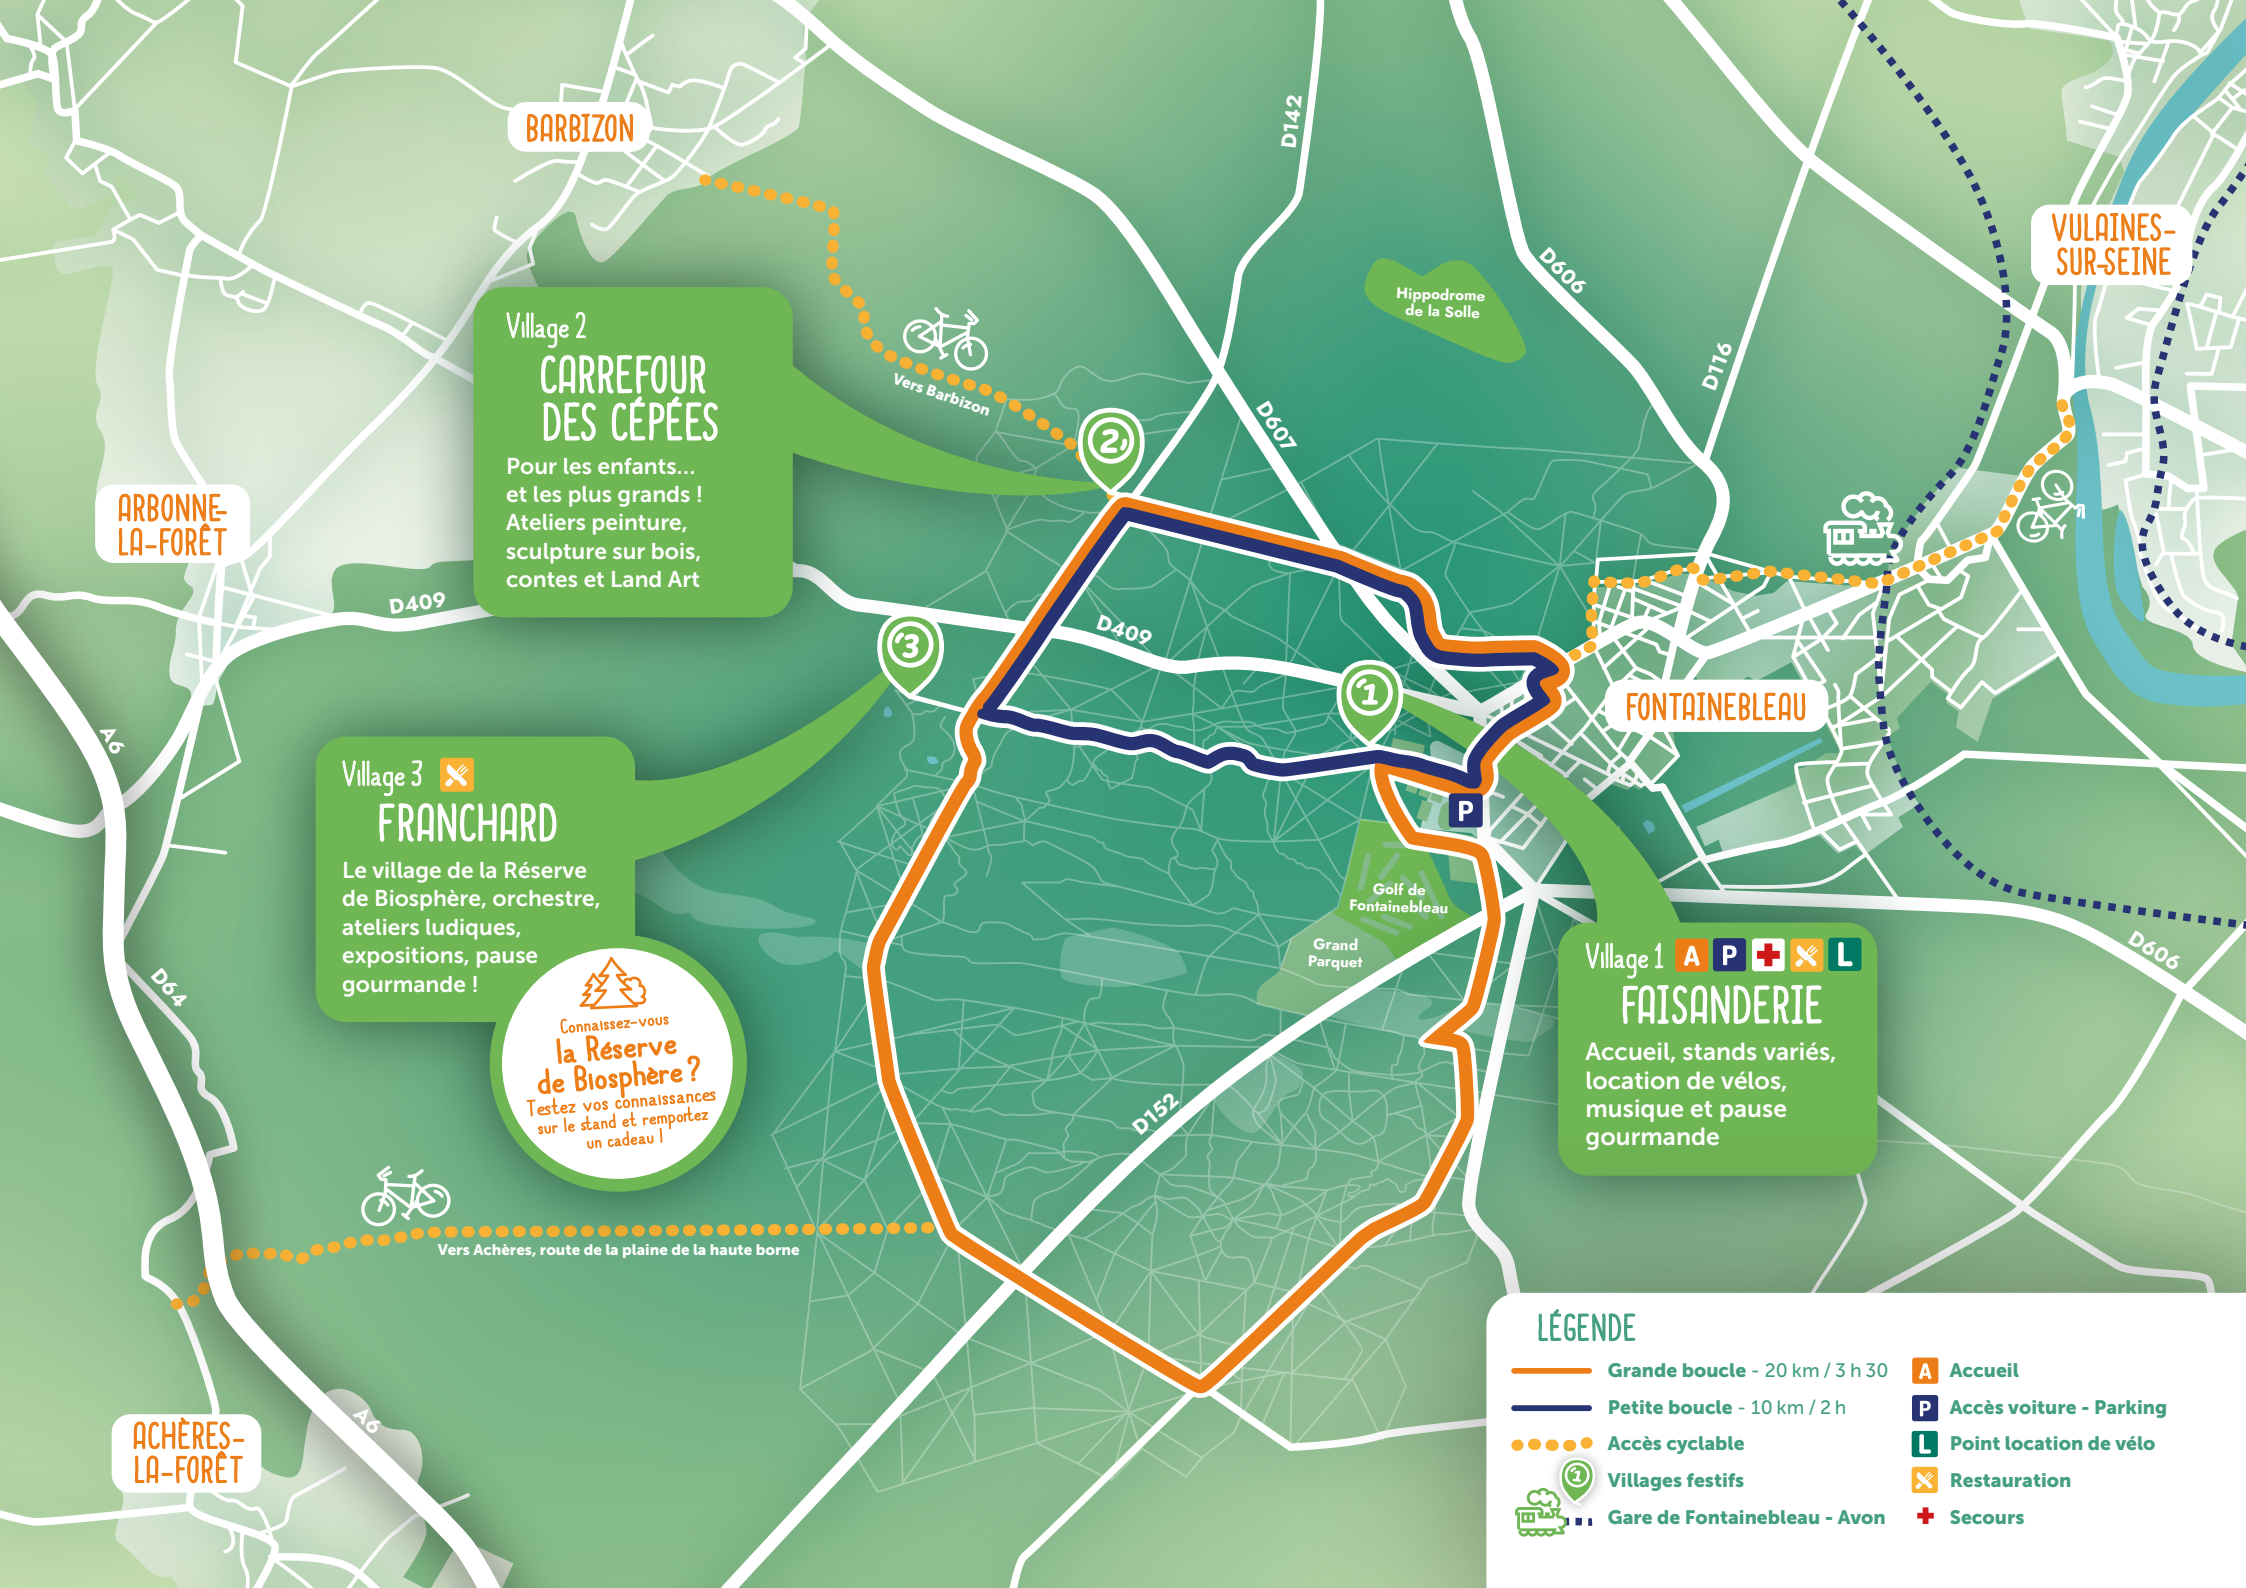 BARBIZON
D142
D606
VULAINES-
SUR-SEINE
Hippodrome
de la Solle
Village 2
CARREFOUR
DES CÉPÉES
Pour les enfants...
et les plus grands !
Ateliers peinture,
sculpture sur bois,
contes et Land Art
Vers Barbizon
D116
D607
2
ARBONNE-
LA-FORÊT
D409
D409
3
1
FONTAINEBLEAU
A6
P
Village 3
FRANCHARD
Le village de la Réserve
de Biosphère, orchestre,
ateliers ludiques,
expositions, pause
gourmande !
Golf de
Fontainebleau
Grand
Parquet
Village 1 A P L
FAISANDERIE
Accueil, stands variés,
location de vélos,
musique et pause
gourmande
D606
D64
Connaissez-vous
la Réserve
de Biosphère ?
Testez vos connaissances
sur le stand et remportez
un cadeau !
D152
Vers Achères, route de la plaine de la haute borne
A6
ACHÈRES-
LA-FORÊT
LÉGENDE
Grande boucle - 20 km / 3 h 30
Petite boucle - 10 km / 2 h
Accès cyclable
1 Villages festifs
Gare de Fontainebleau - Avon
A Accueil
P Accès voiture - Parking
L Point location de vélo
Restauration
Secours